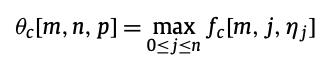 θ_c[m, n, p] = max_{0≤j≤n} f_c[m, j, η_j]